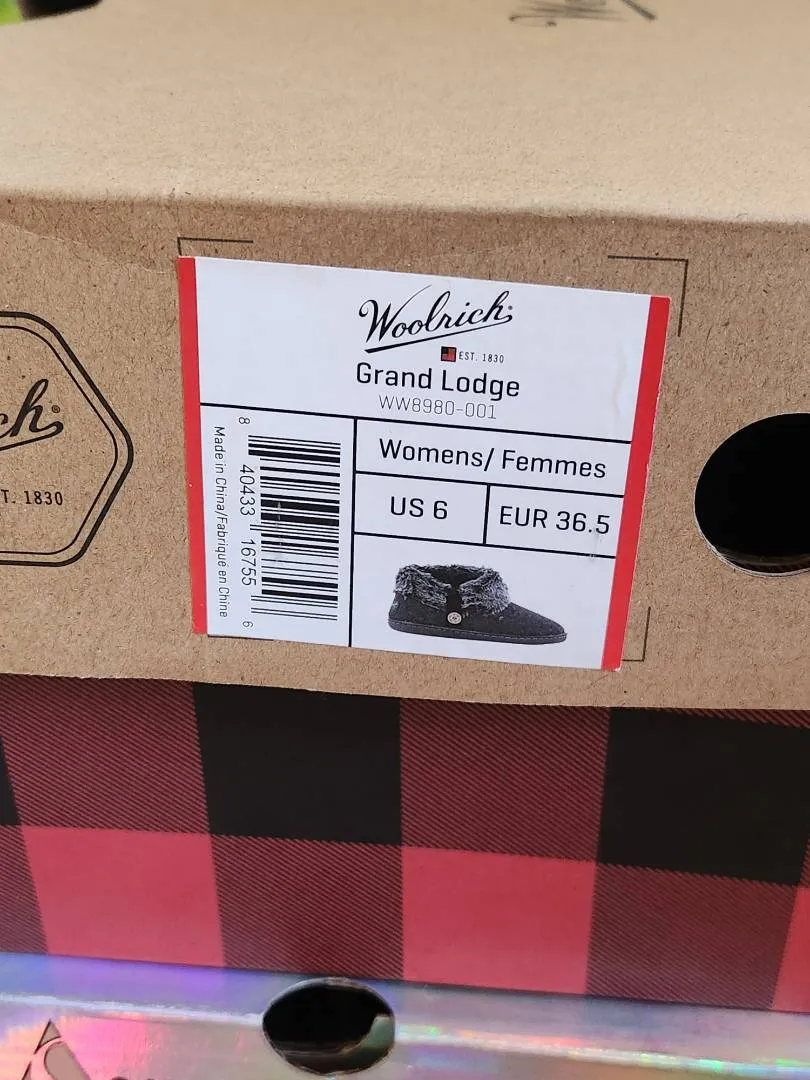 Woolrich
EST. 1830
Grand Lodge
WW8980-001
Womens/ Femmes
US 6
EUR 36.5
8 40433 16755 6
Made in China/Fabriqué en Chine
ch®
T. 1830